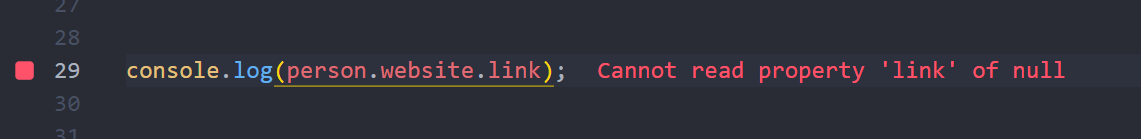 27
28
29 console.log(person.website.link); Cannot read property 'link' of null
30
31